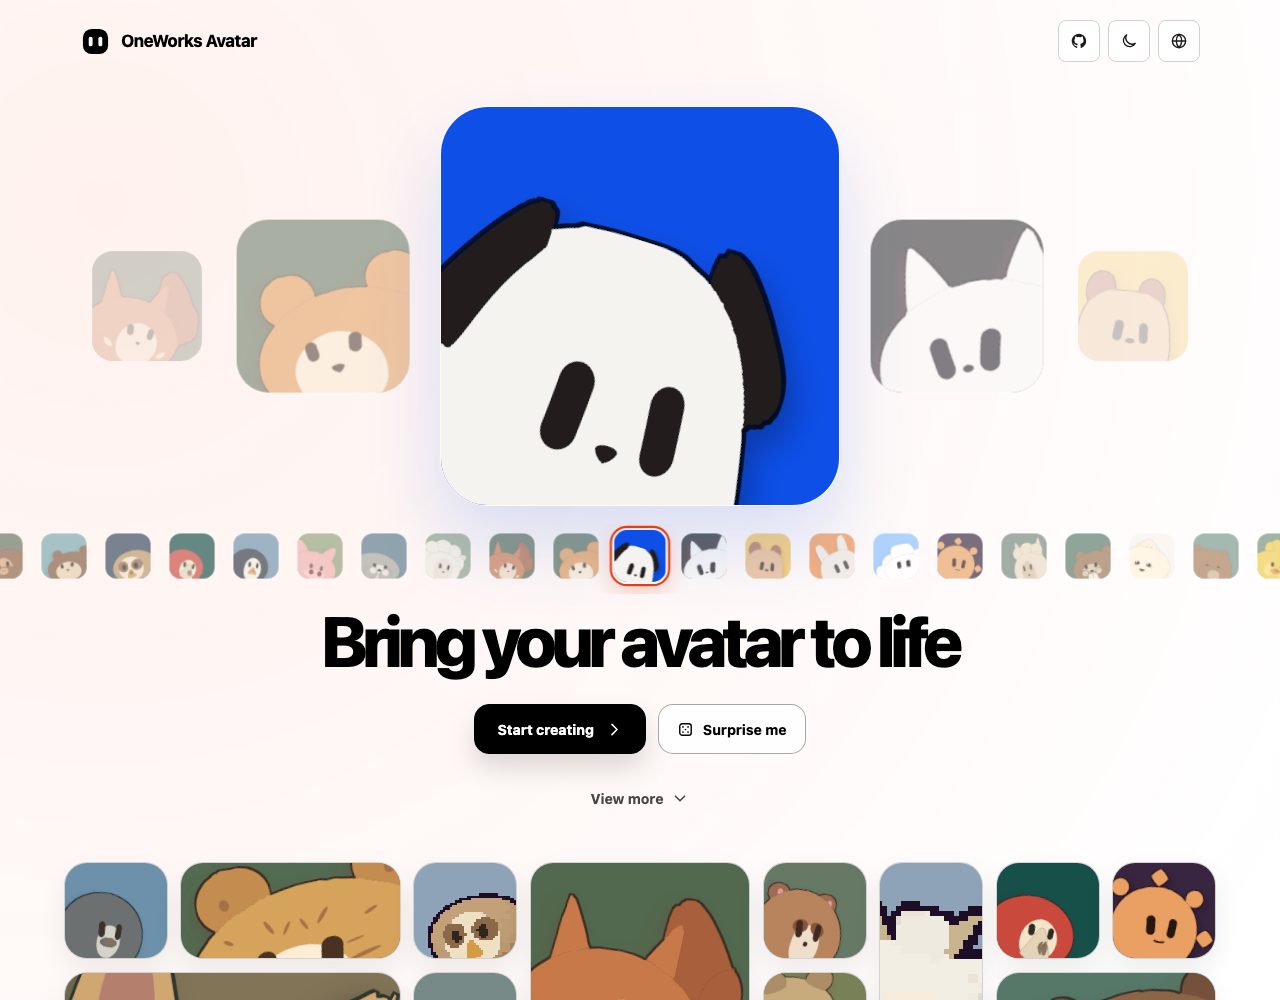 OneWorks Avatar
Bring your avatar to life
Start creating
Surprise me
View more